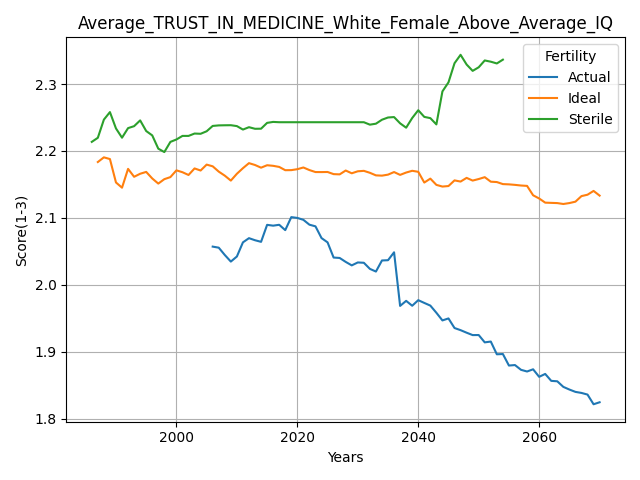 Average_TRUST_IN_MEDICINE_White_Female_Above_Average_IQ
Fertility
Actual
Ideal
Sterile
Score(1-3)
2.3
2.2
2.1
2.0
1.9
1.8
2000
2020
2040
2060
Years